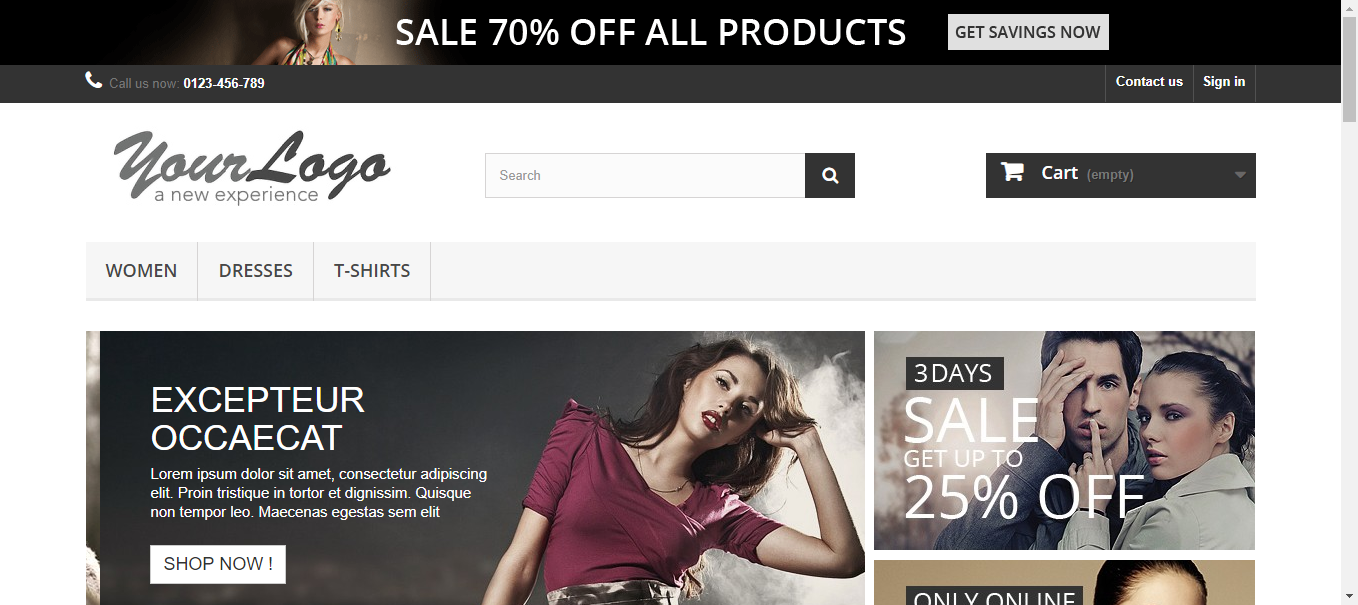 SALE 70% OFF ALL PRODUCTS
GET SAVINGS NOW
Call us now: 0123-456-789
Contact us
Sign in
YourLogo
a new experience
Search
Cart (empty)
WOMEN
DRESSES
T-SHIRTS
EXCEPTEUR
OCCAECAT
Lorem ipsum dolor sit amet, consectetur adipiscing
elit. Proin tristique in tortor et dignissim. Quisque
non tempor leo. Maecenas egestas sem elit
SHOP NOW !
3DAYS
SALE
GET UP TO
25% OFF
ONLY ONLINE